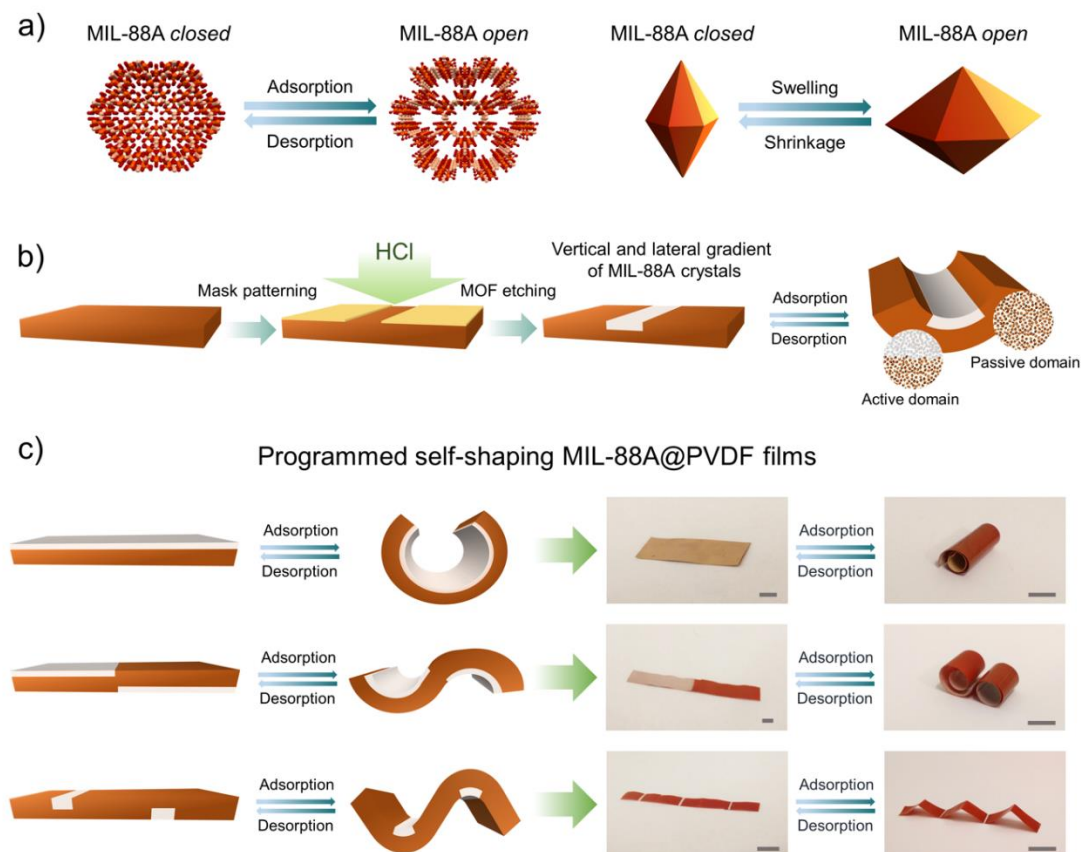 a)
MIL-88A closed
Adsorption
Desorption
MIL-88A open
MIL-88A closed
Swelling
Shrinkage
MIL-88A open
b)
Mask patterning
HCl
MOF etching
Vertical and lateral gradient
of MIL-88A crystals
Adsorption
Desorption
Passive domain
Active domain
c)
Programmed self-shaping MIL-88A@PVDF films
Adsorption
Desorption
Adsorption
Desorption
Adsorption
Desorption
Adsorption
Desorption
Adsorption
Desorption
Adsorption
Desorption